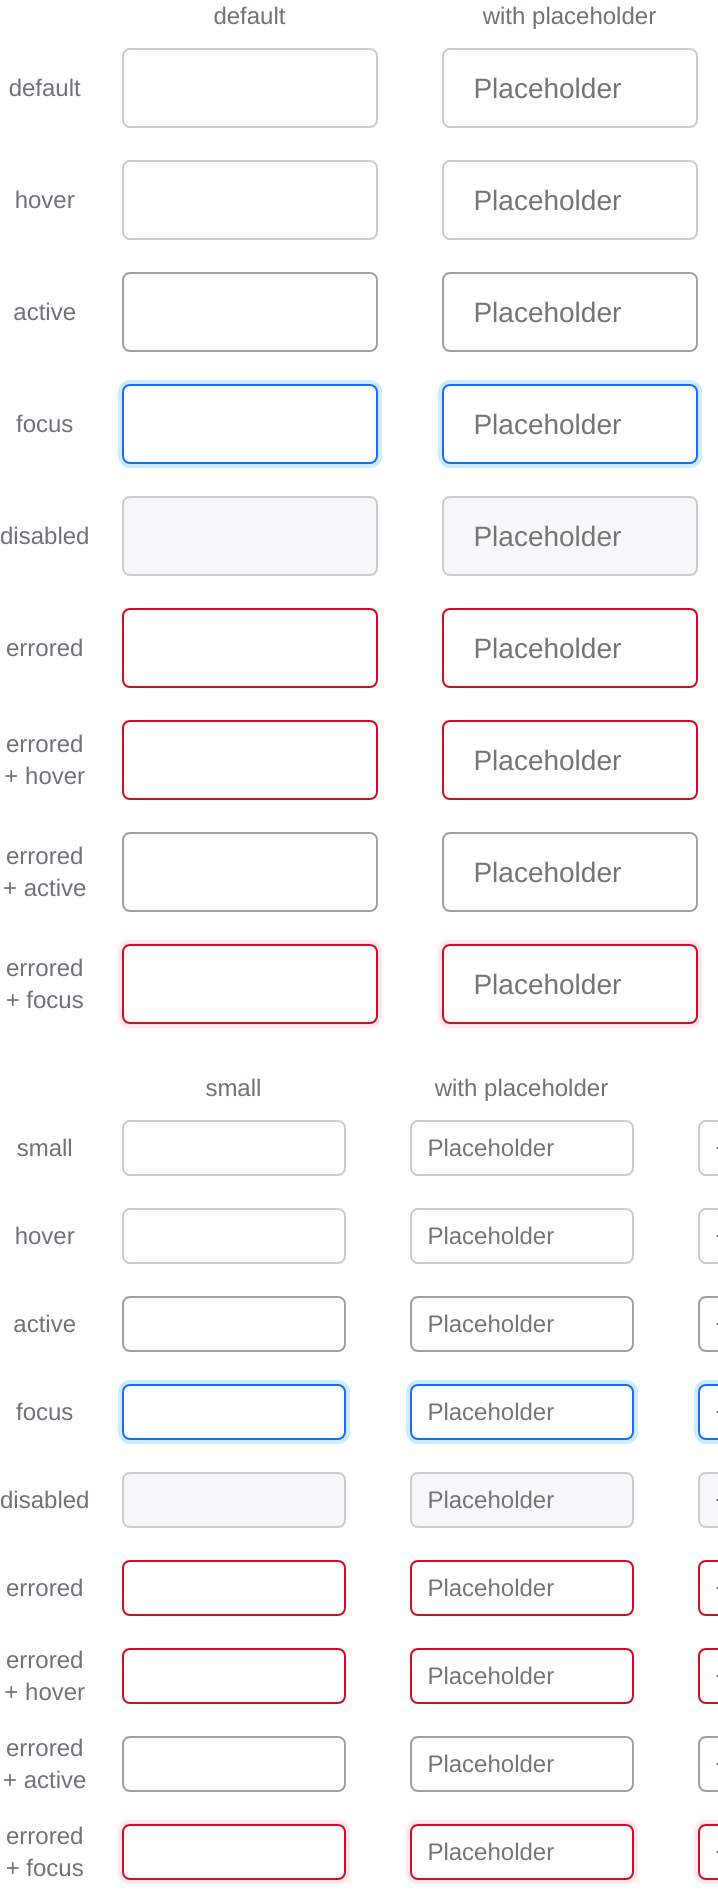 default with placeholder
default Placeholder
hover Placeholder
active Placeholder
focus Placeholder
disabled Placeholder
errored Placeholder
errored
+ hover Placeholder
errored
+ active Placeholder
errored
+ focus Placeholder
small with placeholder
small Placeholder
hover Placeholder
active Placeholder
focus Placeholder
disabled Placeholder
errored Placeholder
errored
+ hover Placeholder
errored
+ active Placeholder
errored
+ focus Placeholder